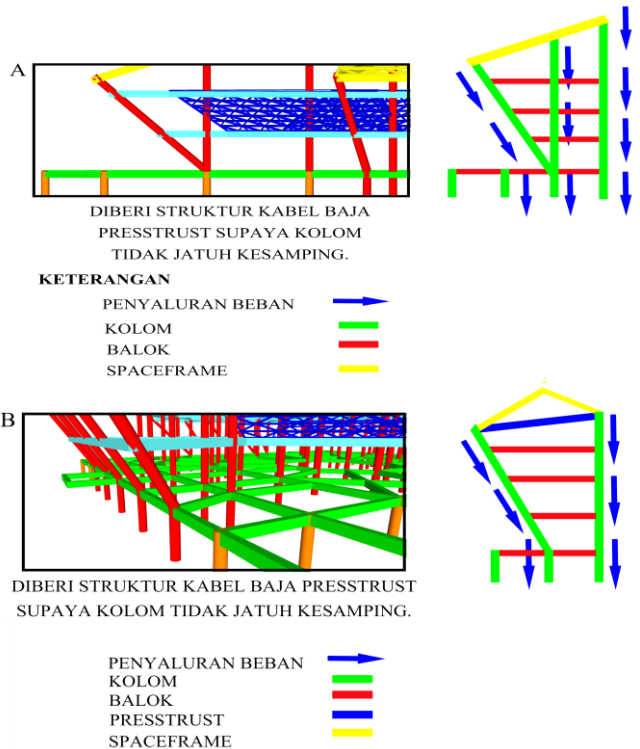 A
DIBERI STRUKTUR KABEL BAJA
PRESSTRUST SUPAYA KOLOM
TIDAK JATUH KESAMPING.
KETERANGAN
PENYALURAN BEBAN
KOLOM
BALOK
SPACEFRAME
B
DIBERI STRUKTUR KABEL BAJA PRESSTRUST
SUPAYA KOLOM TIDAK JATUH KESAMPING.
PENYALURAN BEBAN
KOLOM
BALOK
PRESSTRUST
SPACEFRAME